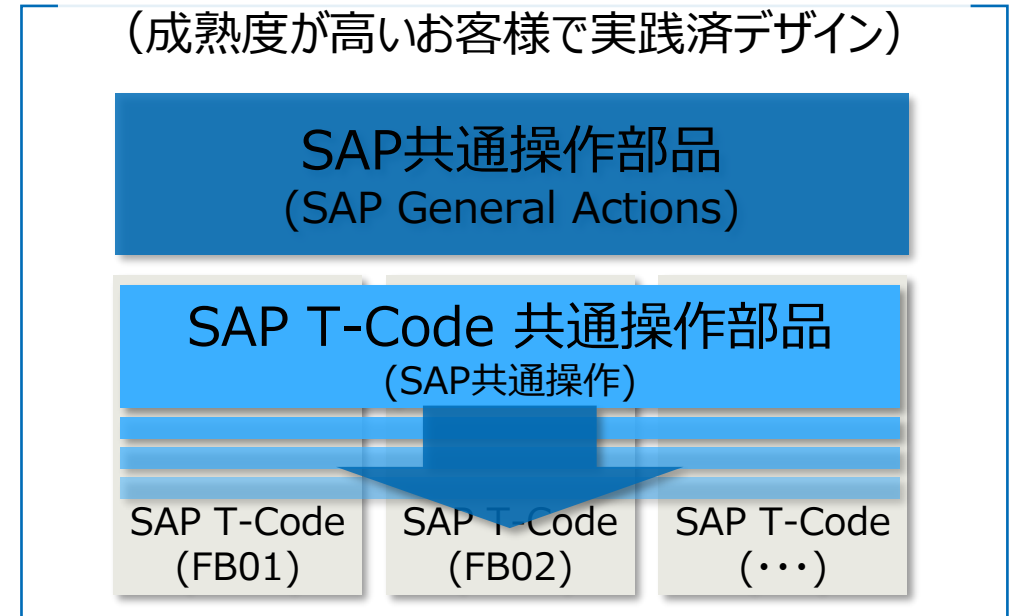 （成熟度が高いお客様で実践済デザイン）
SAP共通操作部品
(SAP General Actions)
SAP T-Code 共通操作部品
(SAP共通操作)
SAP T-Code
(FB01)
SAP T-Code
(FB02)
SAP T-Code
(･･･)